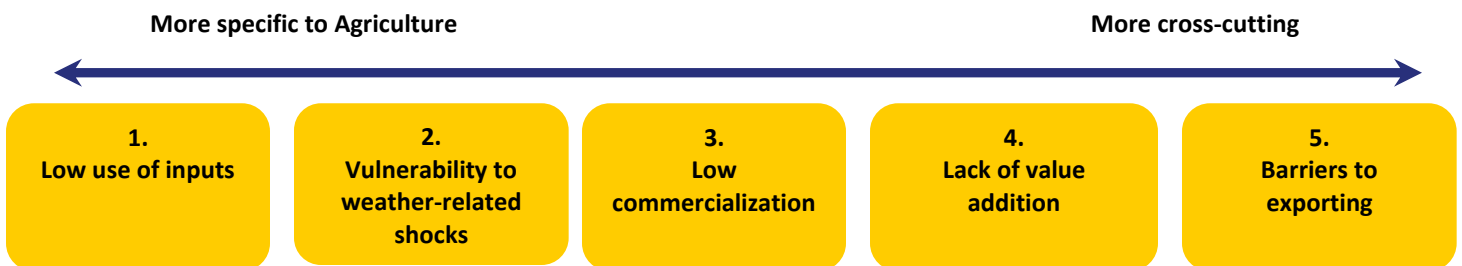 More specific to Agriculture
More cross-cutting
1.
Low use of inputs
2.
Vulnerability to
weather-related
shocks
3.
Low
commercialization
4.
Lack of value
addition
5.
Barriers to
exporting